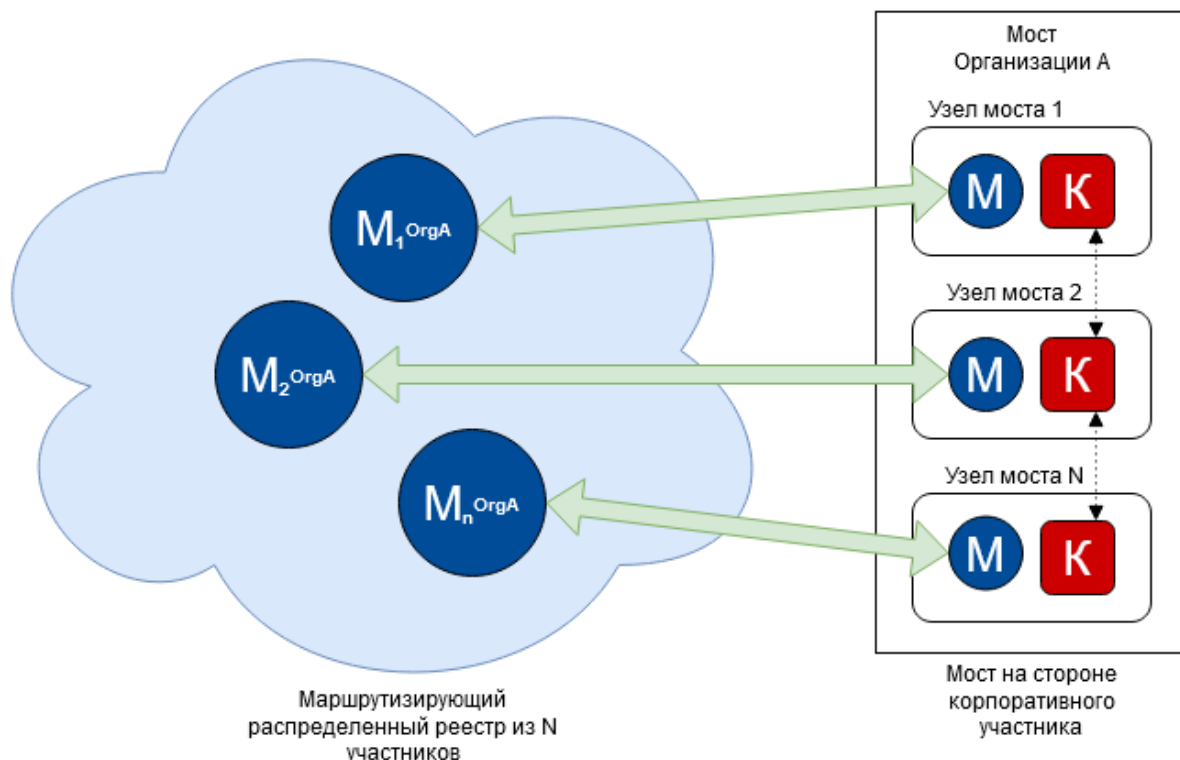 Мост
Организации А
Узел моста 1
М К
M₁OrgA
Узел моста 2
М К
M₂OrgA
Узел моста N
М К
MₙOrgA
Мост на стороне
корпоративного
участника
Маршрутизирующий
распределенный реестр из N
участников